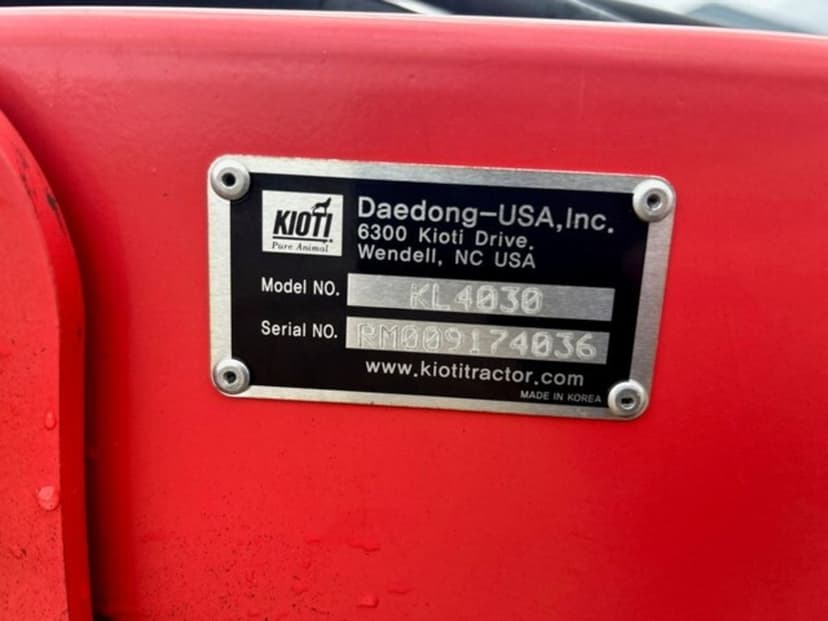 KIOTI
Pure Animal
Daedong-USA, Inc.
6300 Kioti Drive.
Wendell, NC USA
Model NO. KL4030
Serial NO. RM009174036
www.kiotitractor.com
MADE IN KOREA